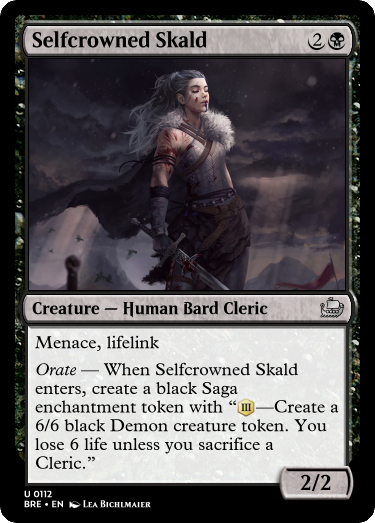 Selfcrowned Skald 2
Creature — Human Bard Cleric
Menace, lifelink
Orate — When Selfcrowned Skald
enters, create a black Saga
enchantment token with “III—Create a
6/6 black Demon creature token. You
lose 6 life unless you sacrifice a
Cleric.”
2/2
U 0112
BRE • EN Lea Bichlmaier